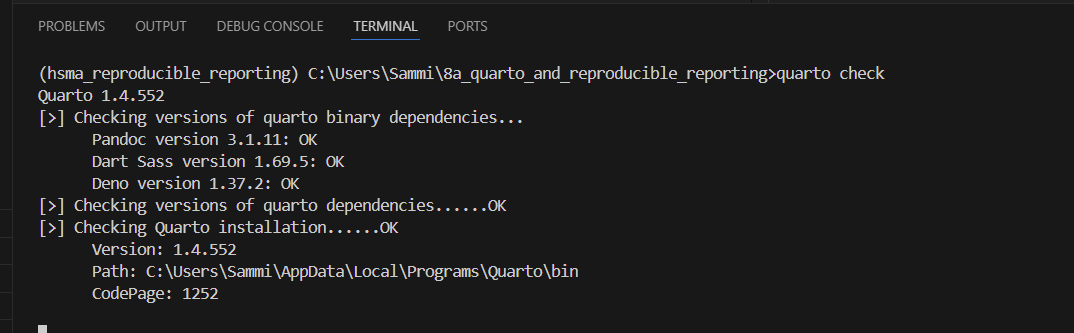 PROBLEMS OUTPUT DEBUG CONSOLE TERMINAL PORTS
(hsma_reproducible_reporting) C:\Users\Sammi\8a_quarto_and_reproducible_reporting>quarto check
Quarto 1.4.552
[>] Checking versions of quarto binary dependencies...
      Pandoc version 3.1.11: OK
      Dart Sass version 1.69.5: OK
      Deno version 1.37.2: OK
[>] Checking versions of quarto dependencies......OK
[>] Checking Quarto installation......OK
      Version: 1.4.552
      Path: C:\Users\Sammi\AppData\Local\Programs\Quarto\bin
      CodePage: 1252